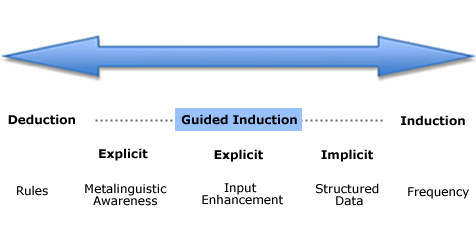 Deduction Guided Induction Induction
Explicit Explicit Implicit
Rules Metalinguistic Awareness Input Enhancement Structured Data Frequency